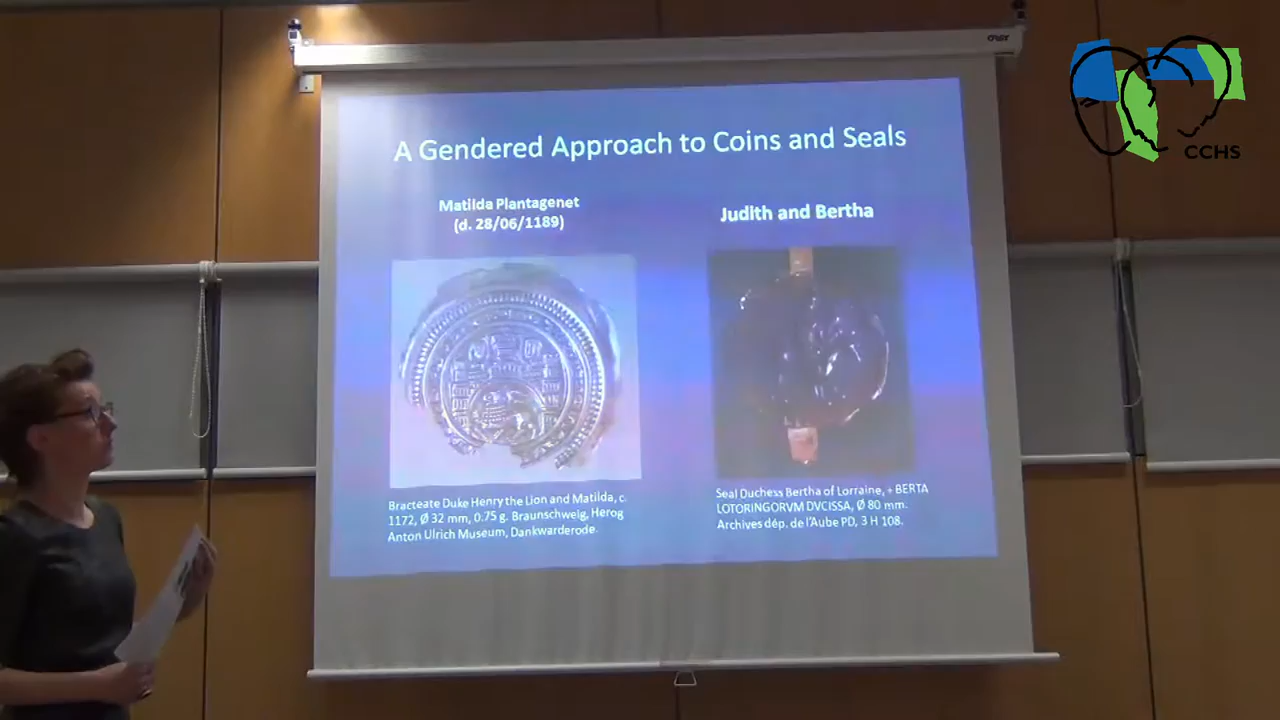 A Gendered Approach to Coins and Seals
Matilda Plantagenet
(d. 28/06/1189)
Judith and Bertha
Bracteate Duke Henry the Lion and Matilda, c.
1172, Ø 32 mm, 0.75 g. Braunschweig, Herog
Anton Ulrich Museum, Dankwarderode.
Seal Duchess Bertha of Lorraine, + BERTA
LOTORINGORVM DVCISSA, Ø 80 mm.
Archives dép. de l'Aube PD, 3 H 108.
CCHS